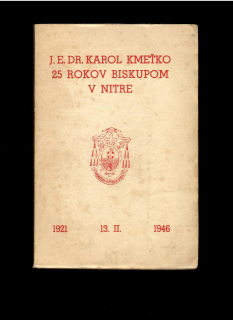 J. E. DR. KAROL KMEŤKO
25 ROKOV BISKUPOM
V NITRE
1921 13. II. 1946